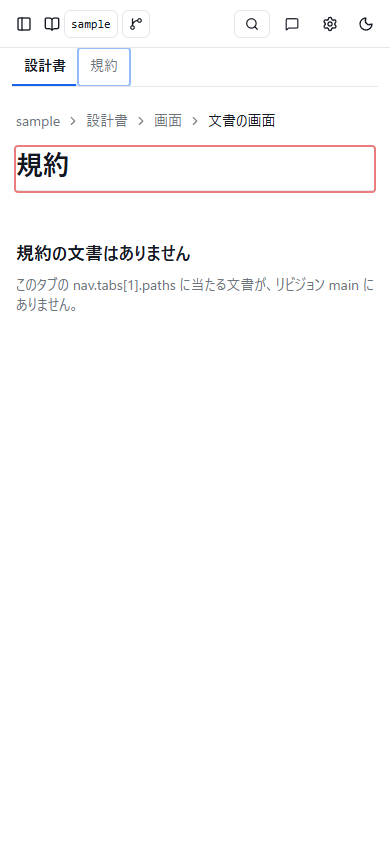 sample
設計書 規約
sample > 設計書 > 画面 > 文書の画面
規約
規約の文書はありません
このタブの nav.tabs[1].paths に当たる文書が、リビジョン main に
ありません。